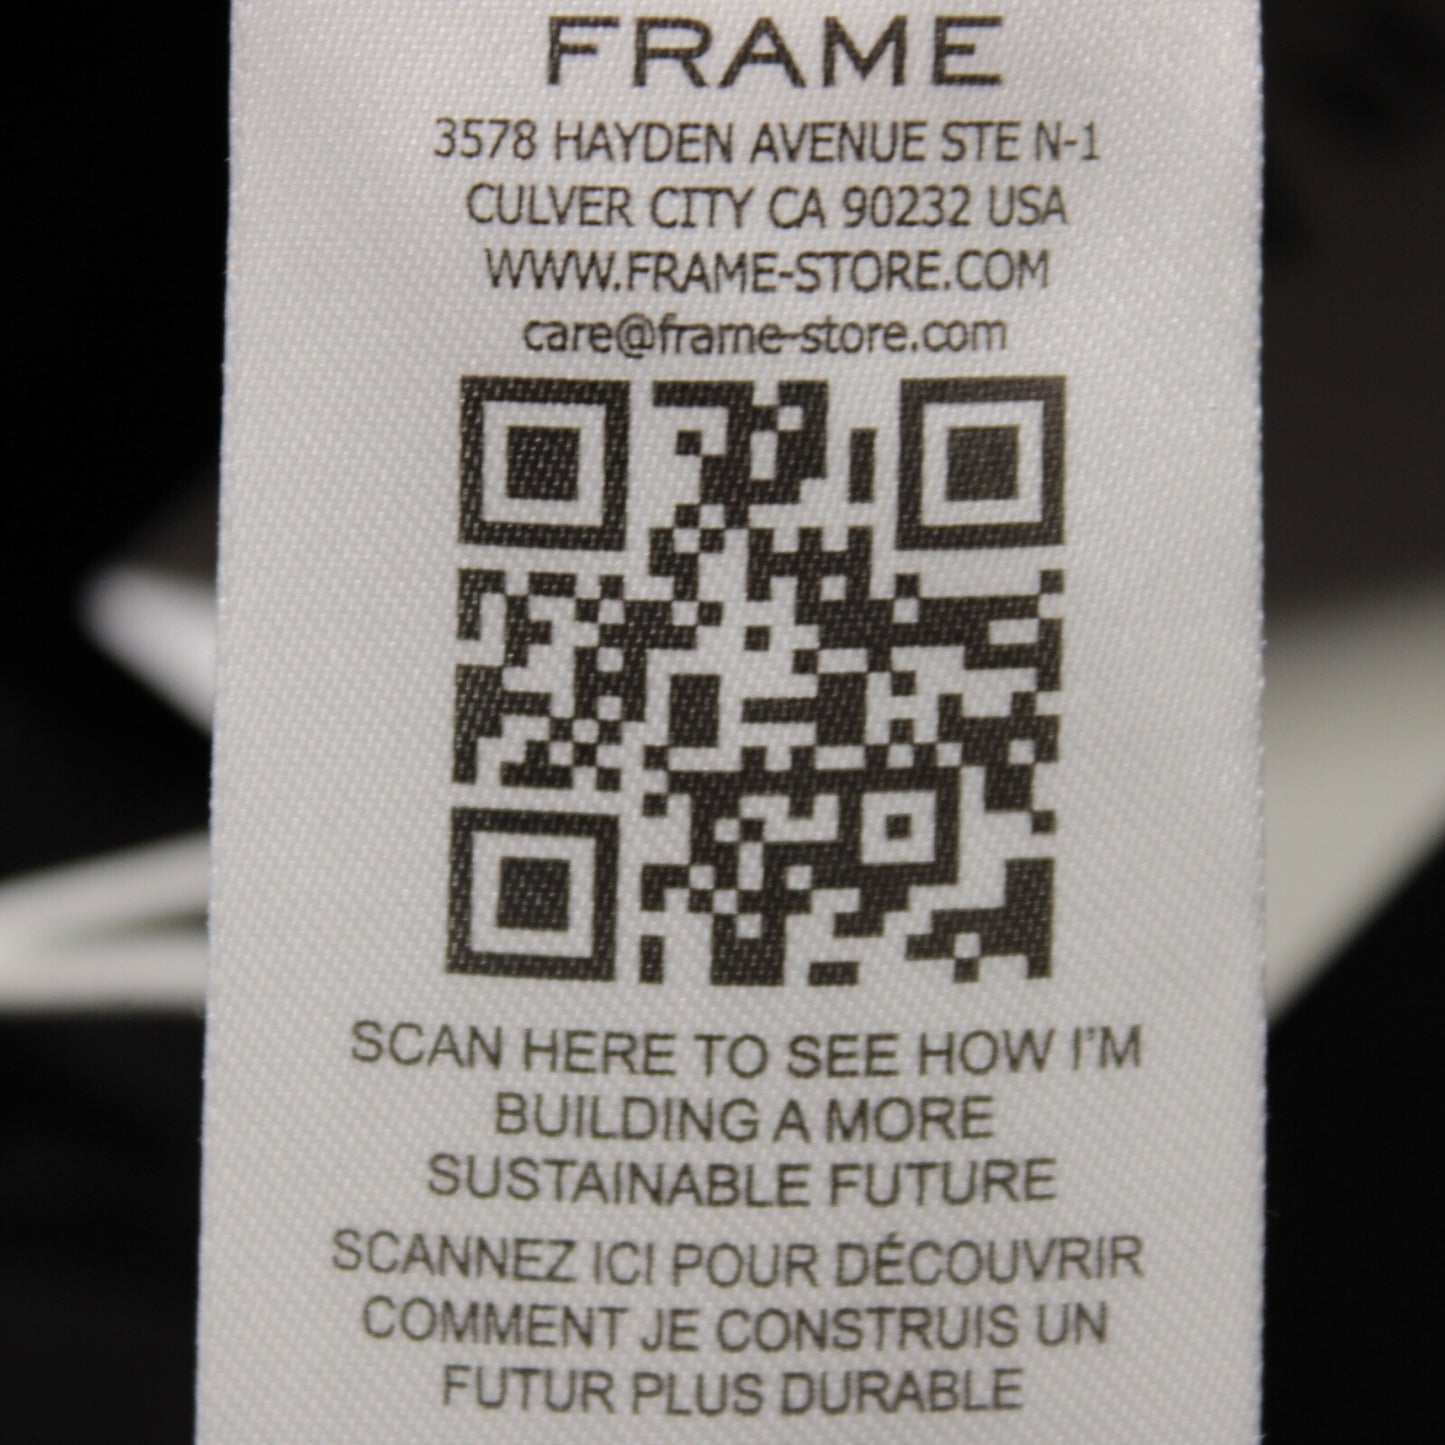 FRAME
3578 HAYDEN AVENUE STE N-1
CULVER CITY CA 90232 USA
WWW.FRAME-STORE.COM
care@frame-store.com
SCAN HERE TO SEE HOW I'M
BUILDING A MORE
SUSTAINABLE FUTURE
SCANNEZ ICI POUR DÉCOUVRIR
COMMENT JE CONSTRUIS UN
FUTUR PLUS DURABLE